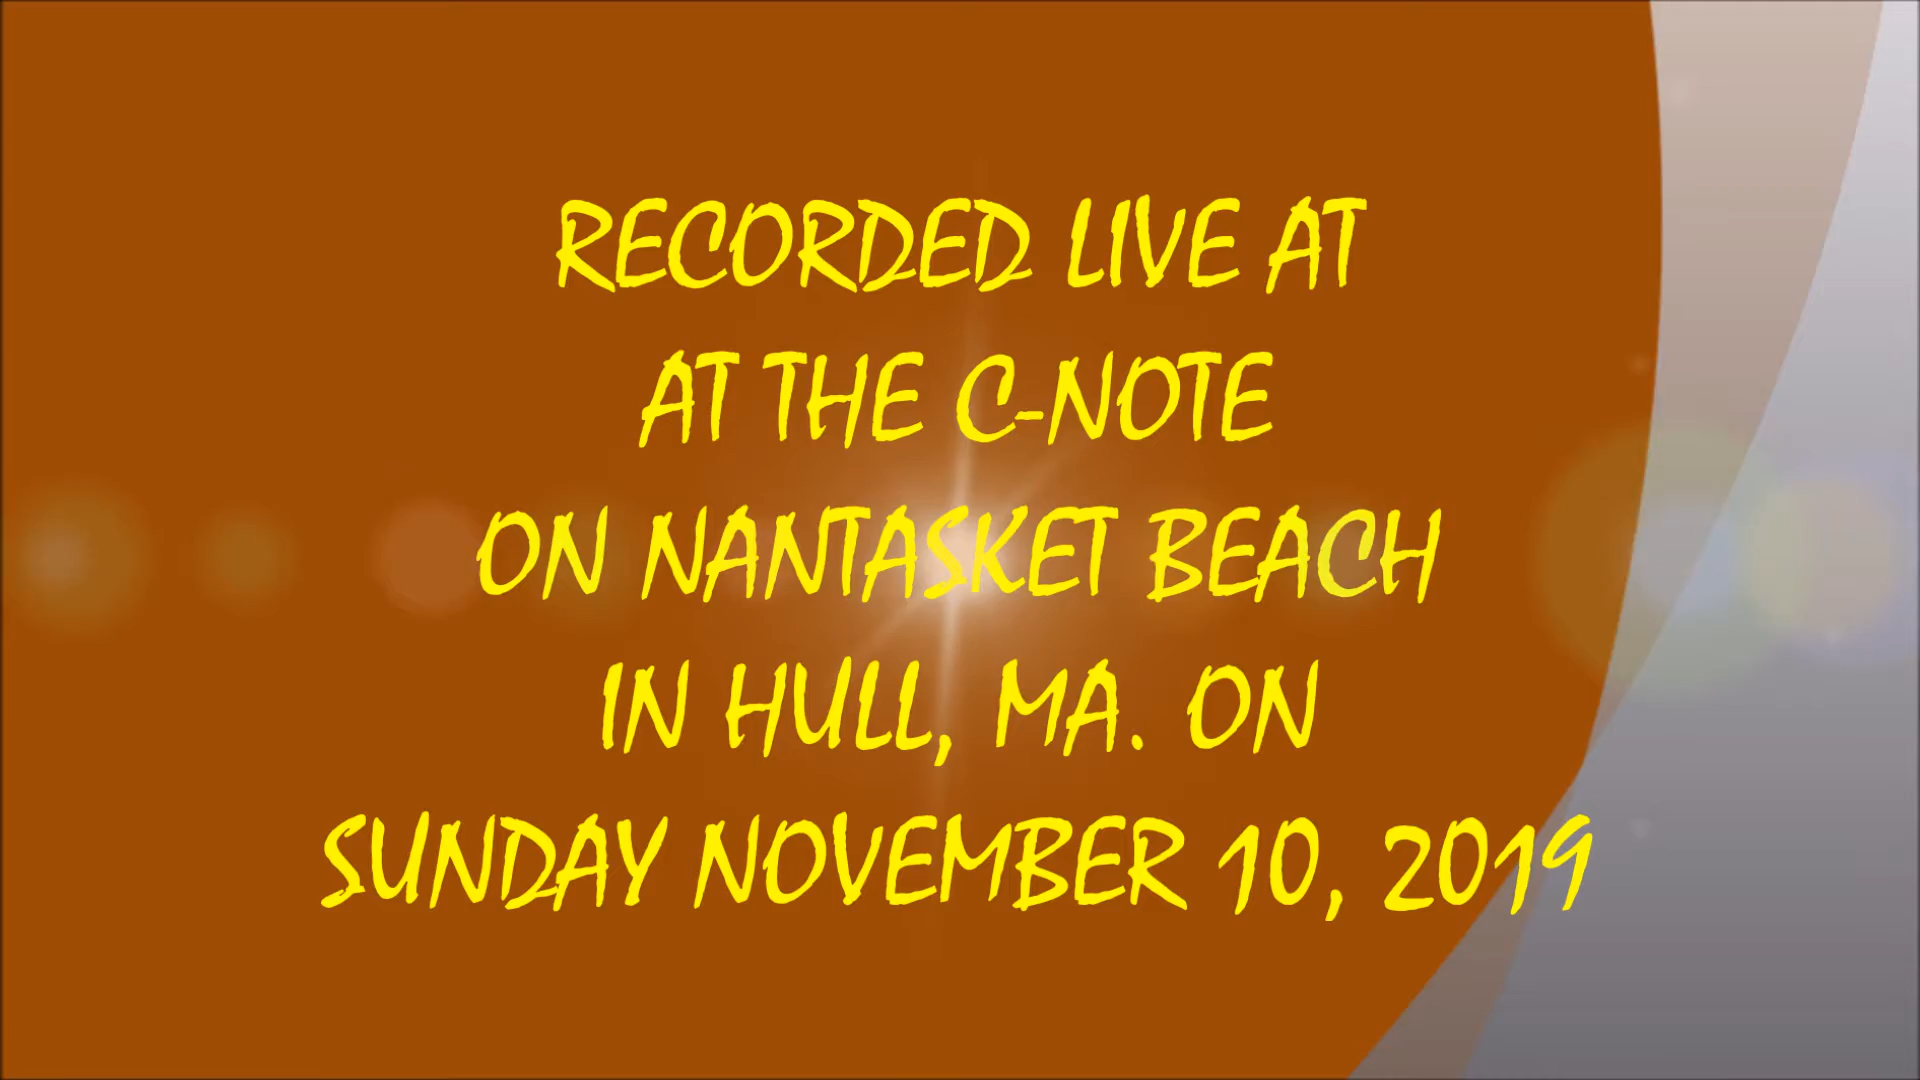 RECORDED LIVE AT
AT THE C-NOTE
ON NANTASKET BEACH
IN HULL, MA. ON
SUNDAY NOVEMBER 10, 2019